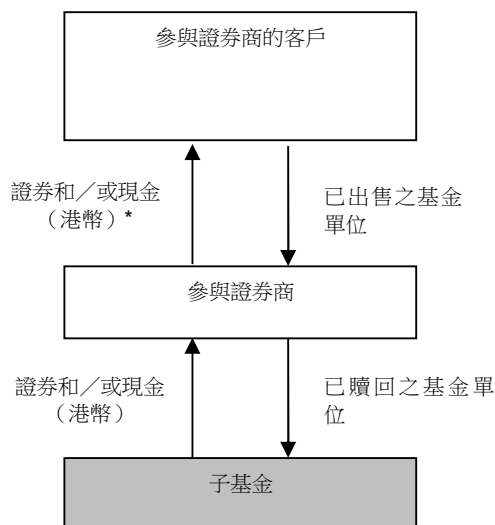 參與證券商的客戶
證券和／或現金
（港幣）*
已出售之基金
單位
參與證券商
證券和／或現金
（港幣）
已贖回之基金單
位
子基金